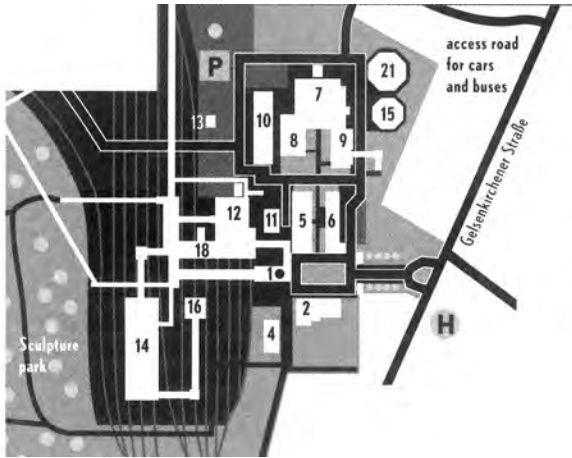 access road
for cars
and buses
P
21
7
15
13
10
8
9
12
11
5
6
18
1
16
2
14
4
H
Gelsenkirchener Straße
Sculpture
park